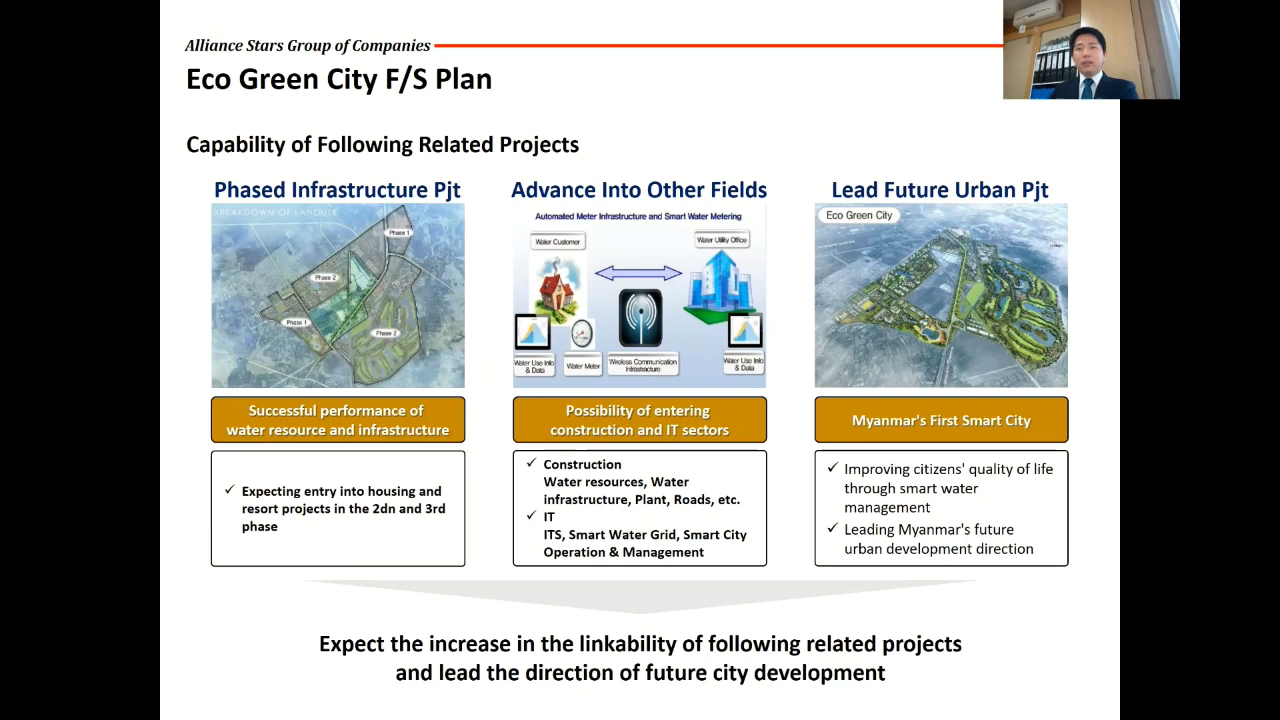 Alliance Stars Group of Companies
Eco Green City F/S Plan
Capability of Following Related Projects
Phased Infrastructure Pjt
BREAKDOWN OF LANDUSE
Phase 1
Phase 2
Phase 1
Phase 2
Successful performance of
water resource and infrastructure
✓ Expecting entry into housing and
resort projects in the 2dn and 3rd
phase
Advance Into Other Fields
Automated Meter Infrastructure and Smart Water Metering
Water Customer
Water Utility Office
Water Use Info
& Data
Water Meter
Wireless Communication
Infrastracture
Water Use Info
& Data
Possibility of entering
construction and IT sectors
✓ Construction
Water resources, Water
infrastructure, Plant, Roads, etc.
✓ IT
ITS, Smart Water Grid, Smart City
Operation & Management
Lead Future Urban Pjt
Eco Green City
Myanmar's First Smart City
✓ Improving citizens' quality of life
through smart water
management
✓ Leading Myanmar's future
urban development direction
Expect the increase in the linkability of following related projects
and lead the direction of future city development